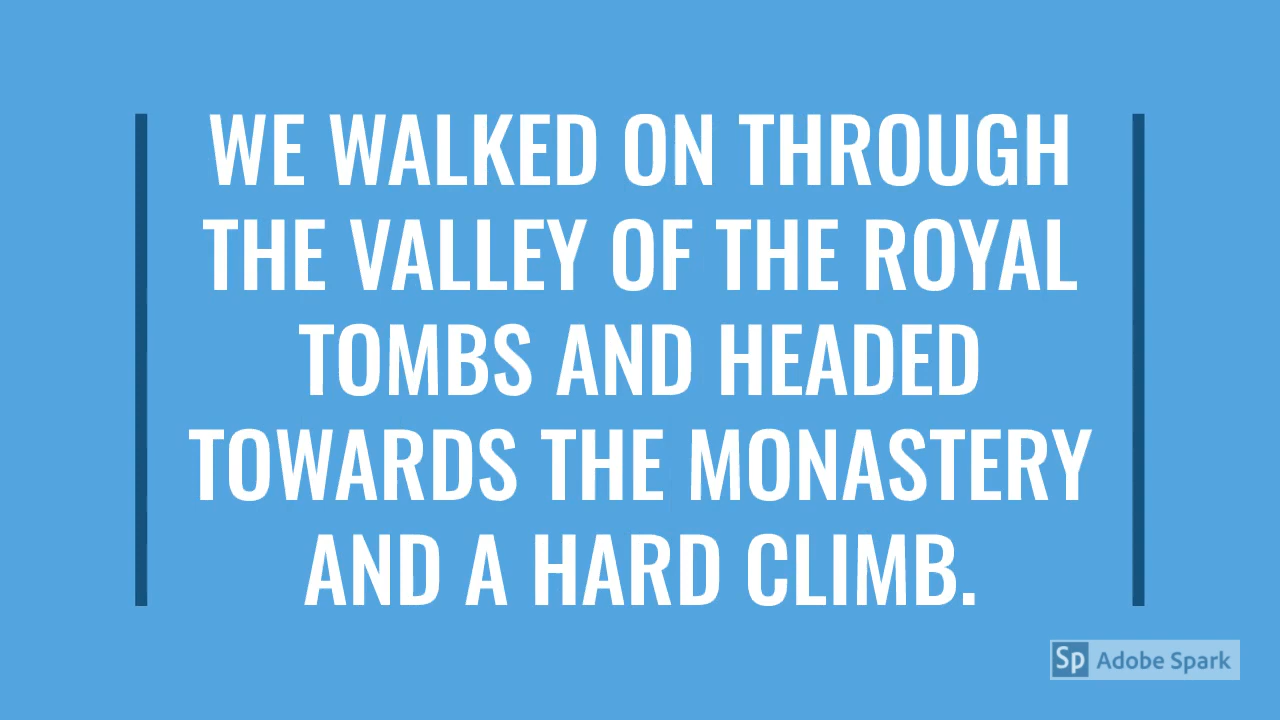 WE WALKED ON THROUGH
THE VALLEY OF THE ROYAL
TOMBS AND HEADED
TOWARDS THE MONASTERY
AND A HARD CLIMB.
Sp Adobe Spark